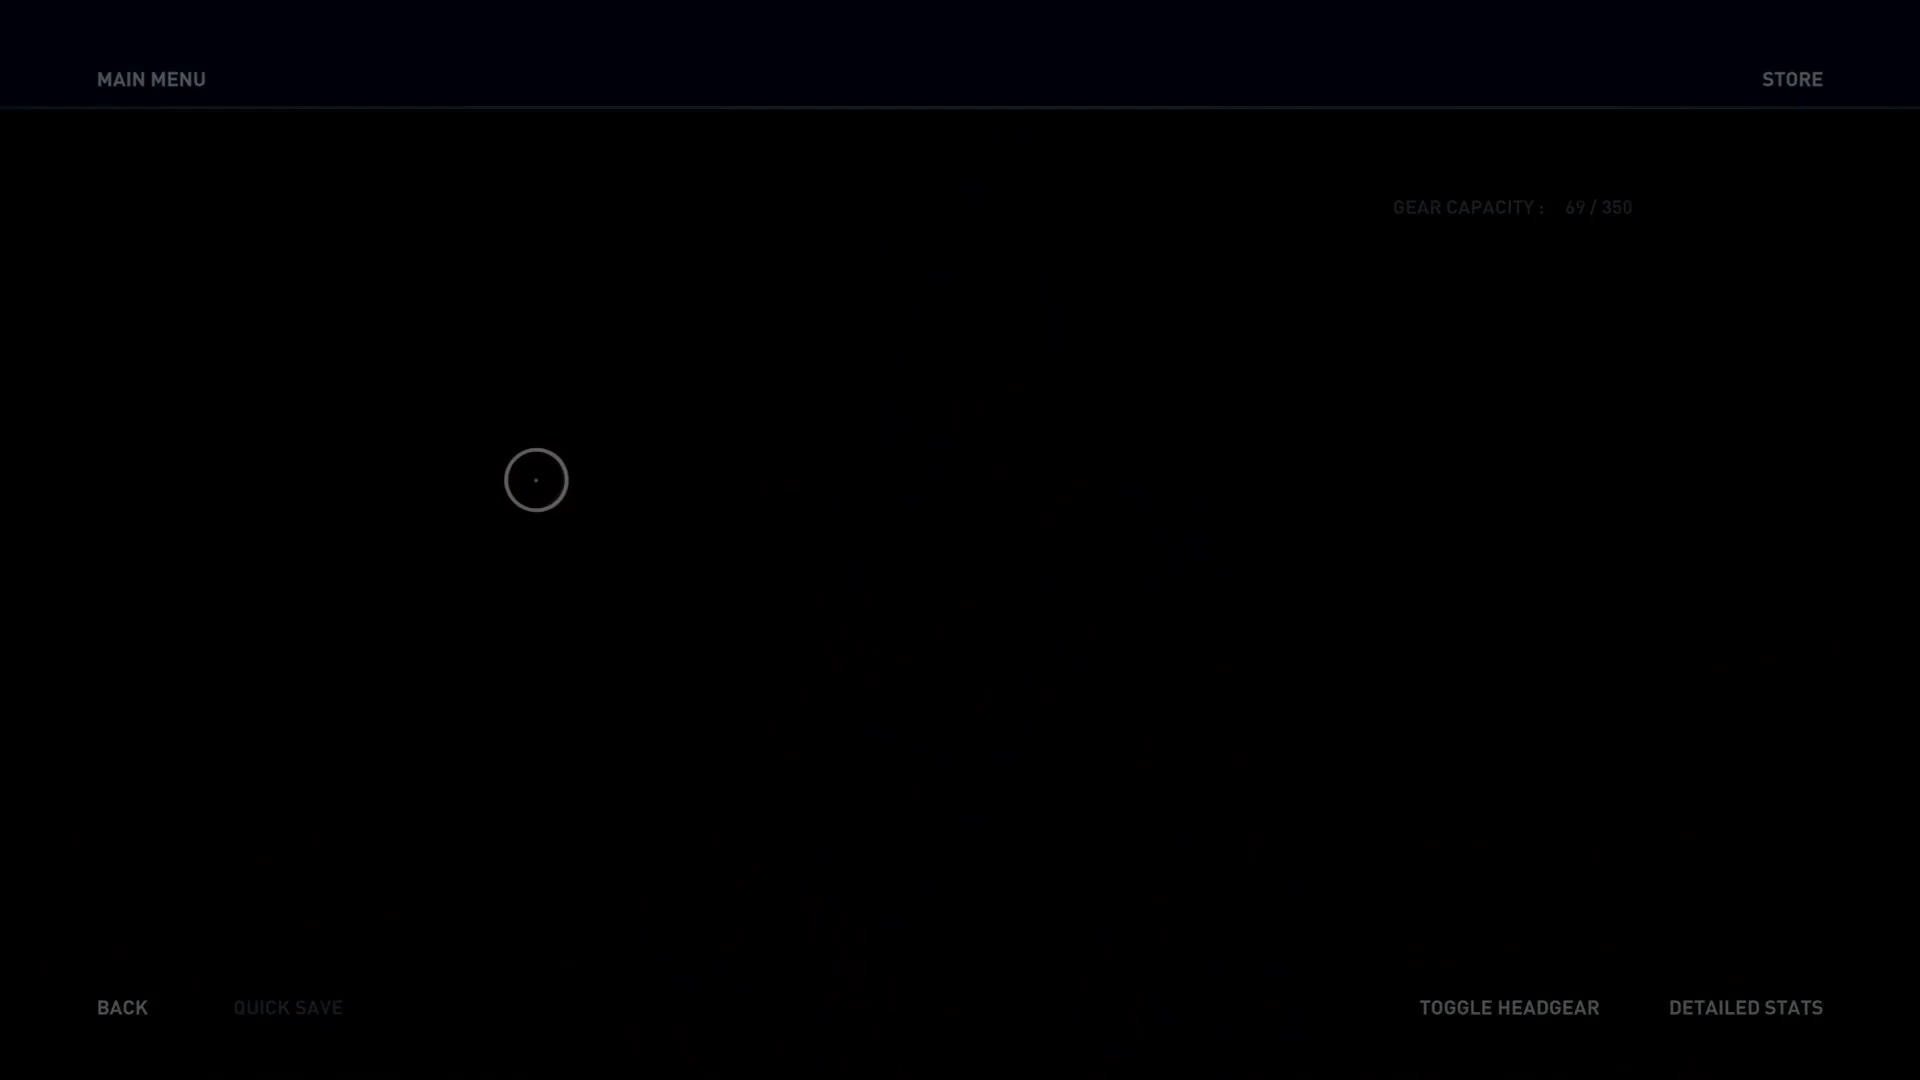 MAIN MENU
STORE
GEAR CAPACITY : 69 / 350
BACK
QUICK SAVE
TOGGLE HEADGEAR
DETAILED STATS